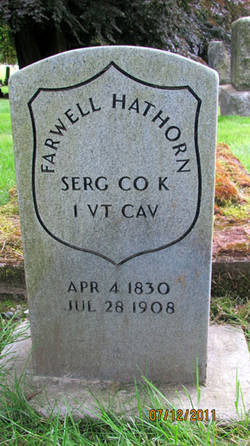 FARWELL HATHORN
SERG CO K
1 VT CAV
APR 4 1830
JUL 28 1908
07/12/2011